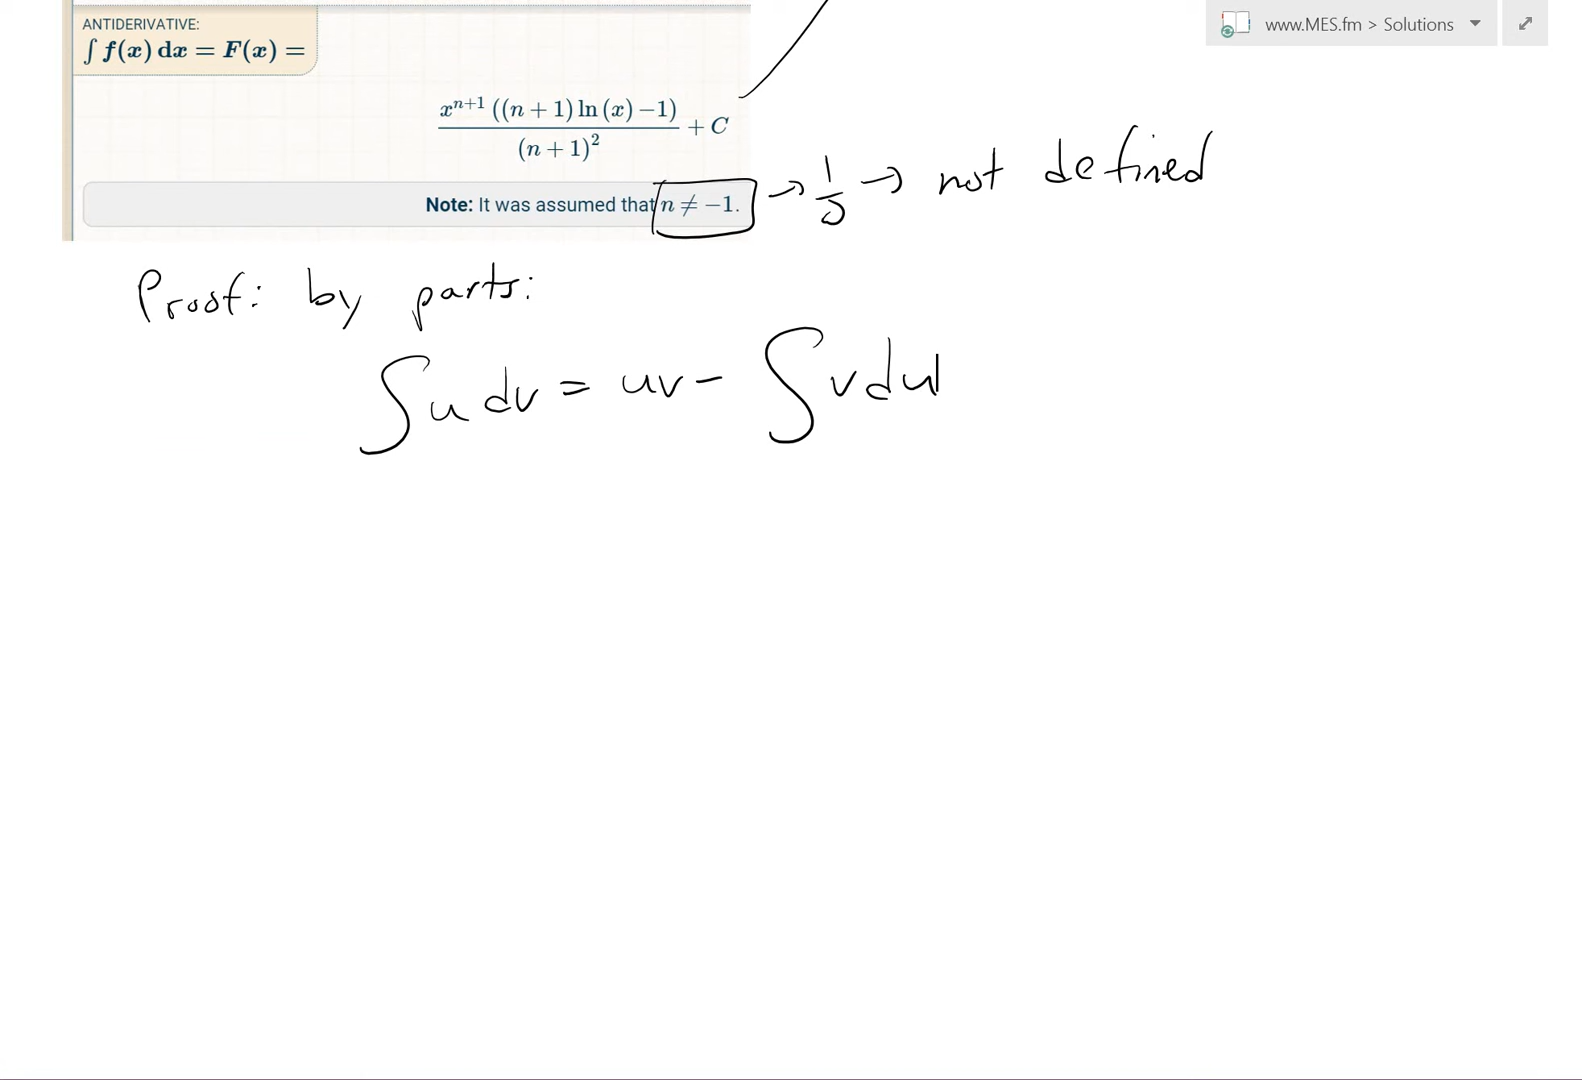 www.MES.fm > Solutions
ANTIDERIVATIVE:
∫ f(x) dx = F(x) =
x^{n+1} ((n + 1) ln (x) − 1) / (n + 1)^2 + C
Note: It was assumed that n ≠ −1. → 1/0 → not defined
Proof: by parts:
∫ u dv = uv − ∫ v du